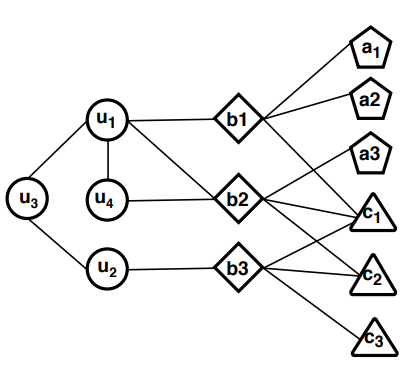 a₁
u₁ b1 a2
a3
u₃ u₄ b2 c₁
u₂ b3 c₂
c₃